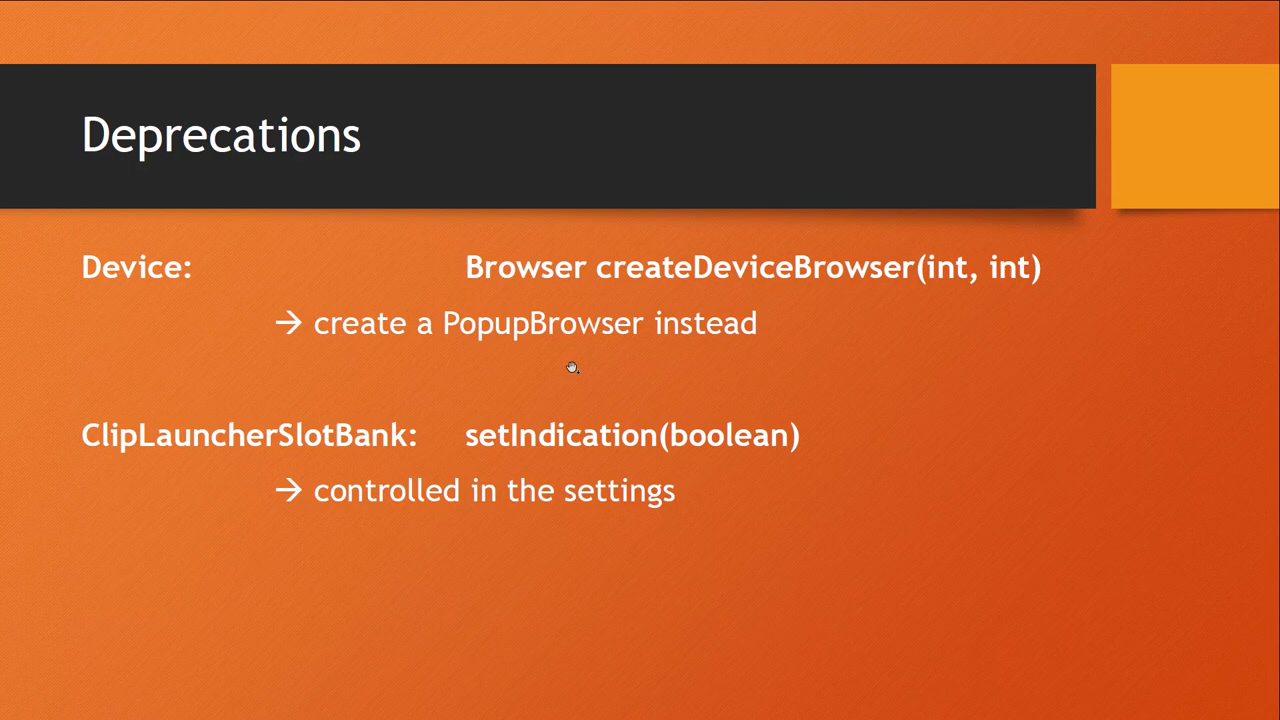 Deprecations
Device: Browser createDeviceBrowser(int, int)
→ create a PopupBrowser instead
ClipLauncherSlotBank: setIndication(boolean)
→ controlled in the settings